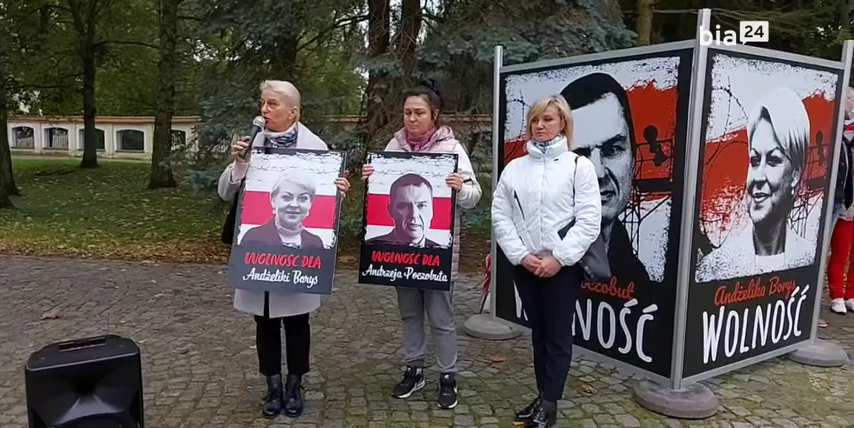 bia24
WOLNOŚĆ DLA
Andżeliki Borys
WOLNOŚĆ DLA
Andrzeja Poczobuta
Poczobut
WOLNOŚĆ
Andżelika Borys
WOLNOŚĆ